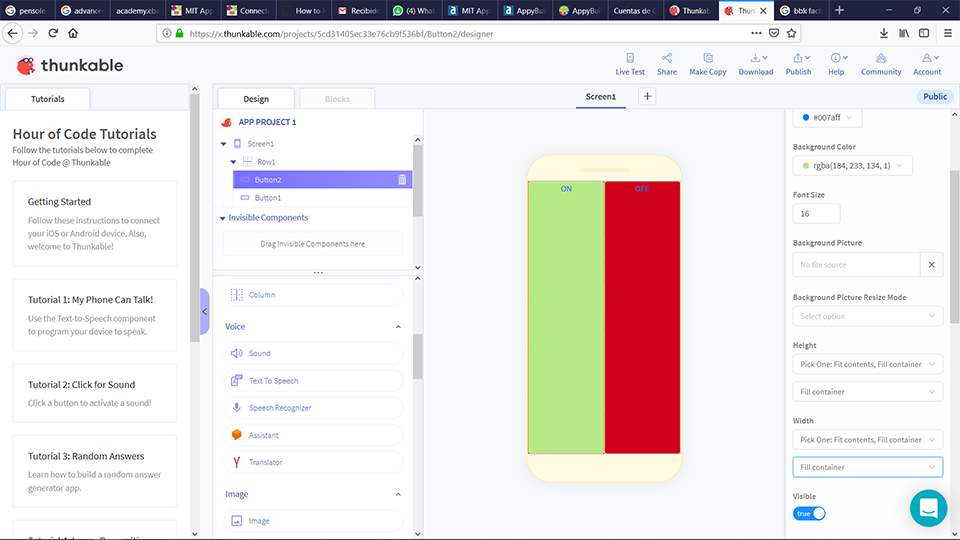 pensole
advance
academy.cba
MIT App
Connecti
How to
Recibido
(4) What
MIT App
AppyBui
AppyBui
Cuentas de G
Thunkab
Thun
bbk fact
https://x.thunkable.com/projects/5cd31405ec33e76cb9f536bf/Button2/designer
thunkable
Live Test
Share
Make Copy
Download
Publish
Help
Community
Account
Tutorials
Design
Blocks
Screen1
+
Public
Hour of Code Tutorials
Follow the tutorials below to complete
Hour of Code @ Thunkable
Getting Started
Follow these instructions to connect
your iOS or Android device. Also,
welcome to Thunkable!
Tutorial 1: My Phone Can Talk!
Use the Text-to-Speech component
to program your device to speak.
Tutorial 2: Click for Sound
Click a button to activate a sound!
Tutorial 3: Random Answers
Learn how to build a random answer
generator app.
APP PROJECT 1
Screen1
Row1
Button2
Button1
Invisible Components
Drag Invisible Components here
Column
Voice
Sound
Text To Speech
Speech Recognizer
Assistant
Translator
Image
Image
ON
OFF
#007aff
Background Color
rgba(184, 233, 134, 1)
Font Size
16
Background Picture
No file source
Background Picture Resize Mode
Select option
Height
Pick One: Fit contents, Fill container
Fill container
Width
Pick One: Fit contents, Fill container
Fill container
Visible
true